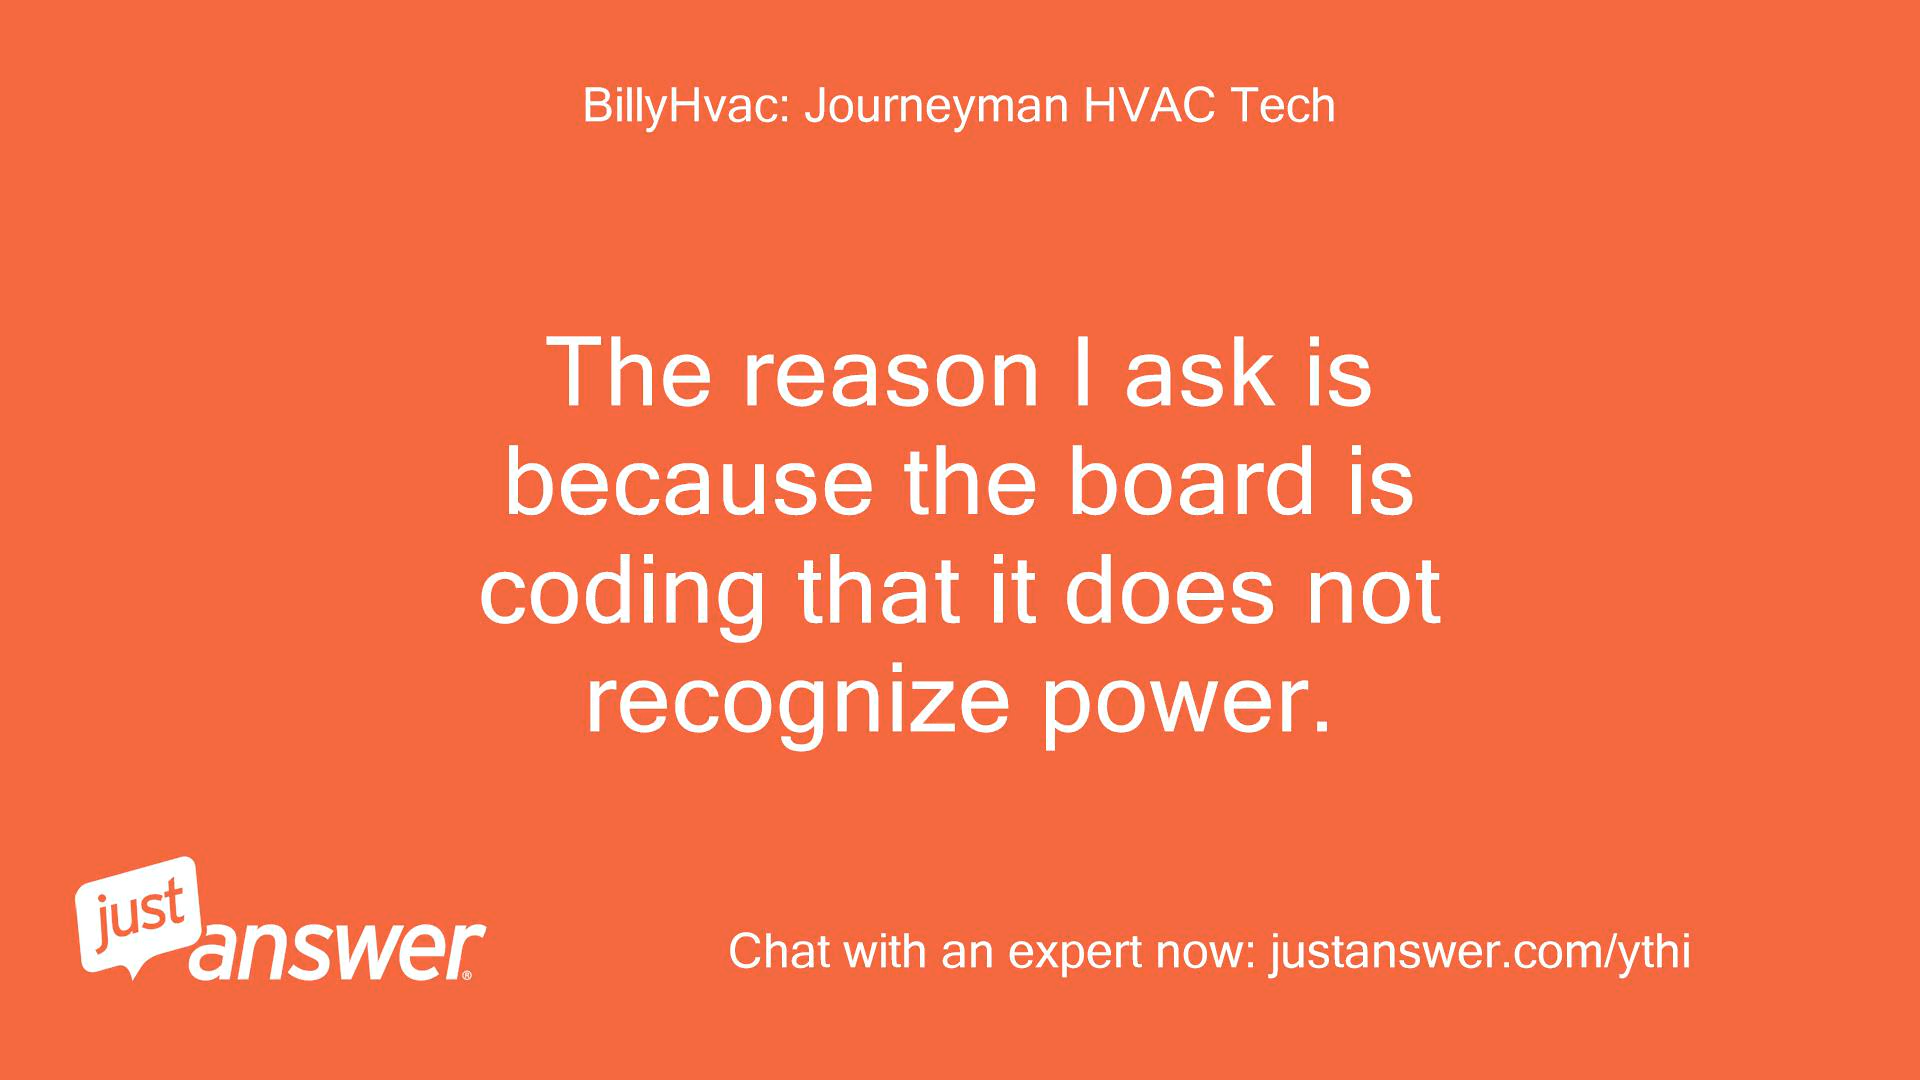 BillyHvac: Journeyman HVAC Tech
The reason I ask is
because the board is
coding that it does not
recognize power.
just
answer®
Chat with an expert now: justanswer.com/ythi